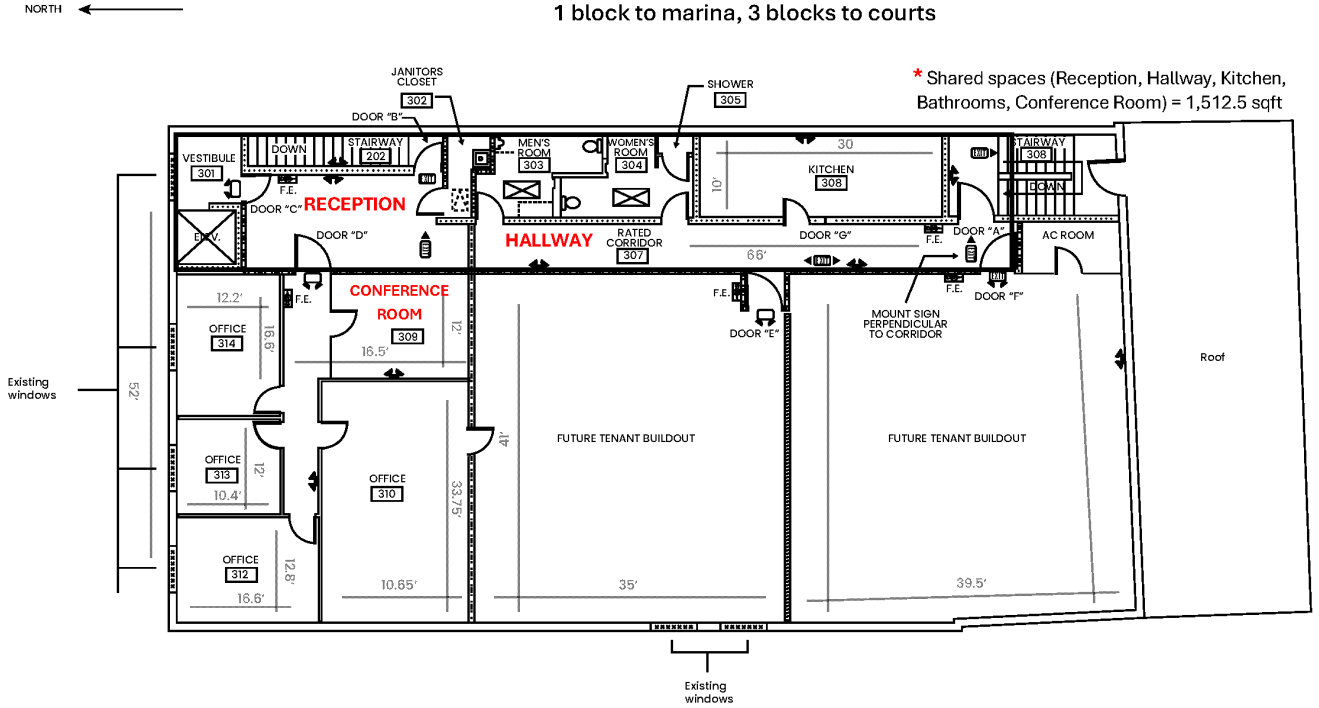 NORTH
1 block to marina, 3 blocks to courts
* Shared spaces (Reception, Hallway, Kitchen,
Bathrooms, Conference Room) = 1,512.5 sqft
JANITORS
CLOSET
302
SHOWER
305
DOOR "B"
VESTIBULE
301
DOWN
STAIRWAY
202
MEN'S
ROOM
303
WOMEN'S
ROOM
304
30
KITCHEN
308
10'
EXIT
STAIRWAY
308
DOWN
F.E.
EXIT
DOOR "C"
RECEPTION
ELEV.
DOOR "D"
HALLWAY
RATED
CORRIDOR
307
66'
DOOR "G"
F.E.
DOOR "A"
AC ROOM
EXIT
F.E.
CONFERENCE
ROOM
309
12'
16.5'
F.E.
DOOR "E"
F.E.
EXIT
DOOR "F"
MOUNT SIGN
PERPENDICULAR
TO CORRIDOR
12.2'
OFFICE
314
16.6'
Roof
Existing
windows
52'
OFFICE
313
12'
10.4'
OFFICE
310
33.75'
10.65'
41'
FUTURE TENANT BUILDOUT
35'
FUTURE TENANT BUILDOUT
39.5'
OFFICE
312
12.8'
16.6'
Existing
windows